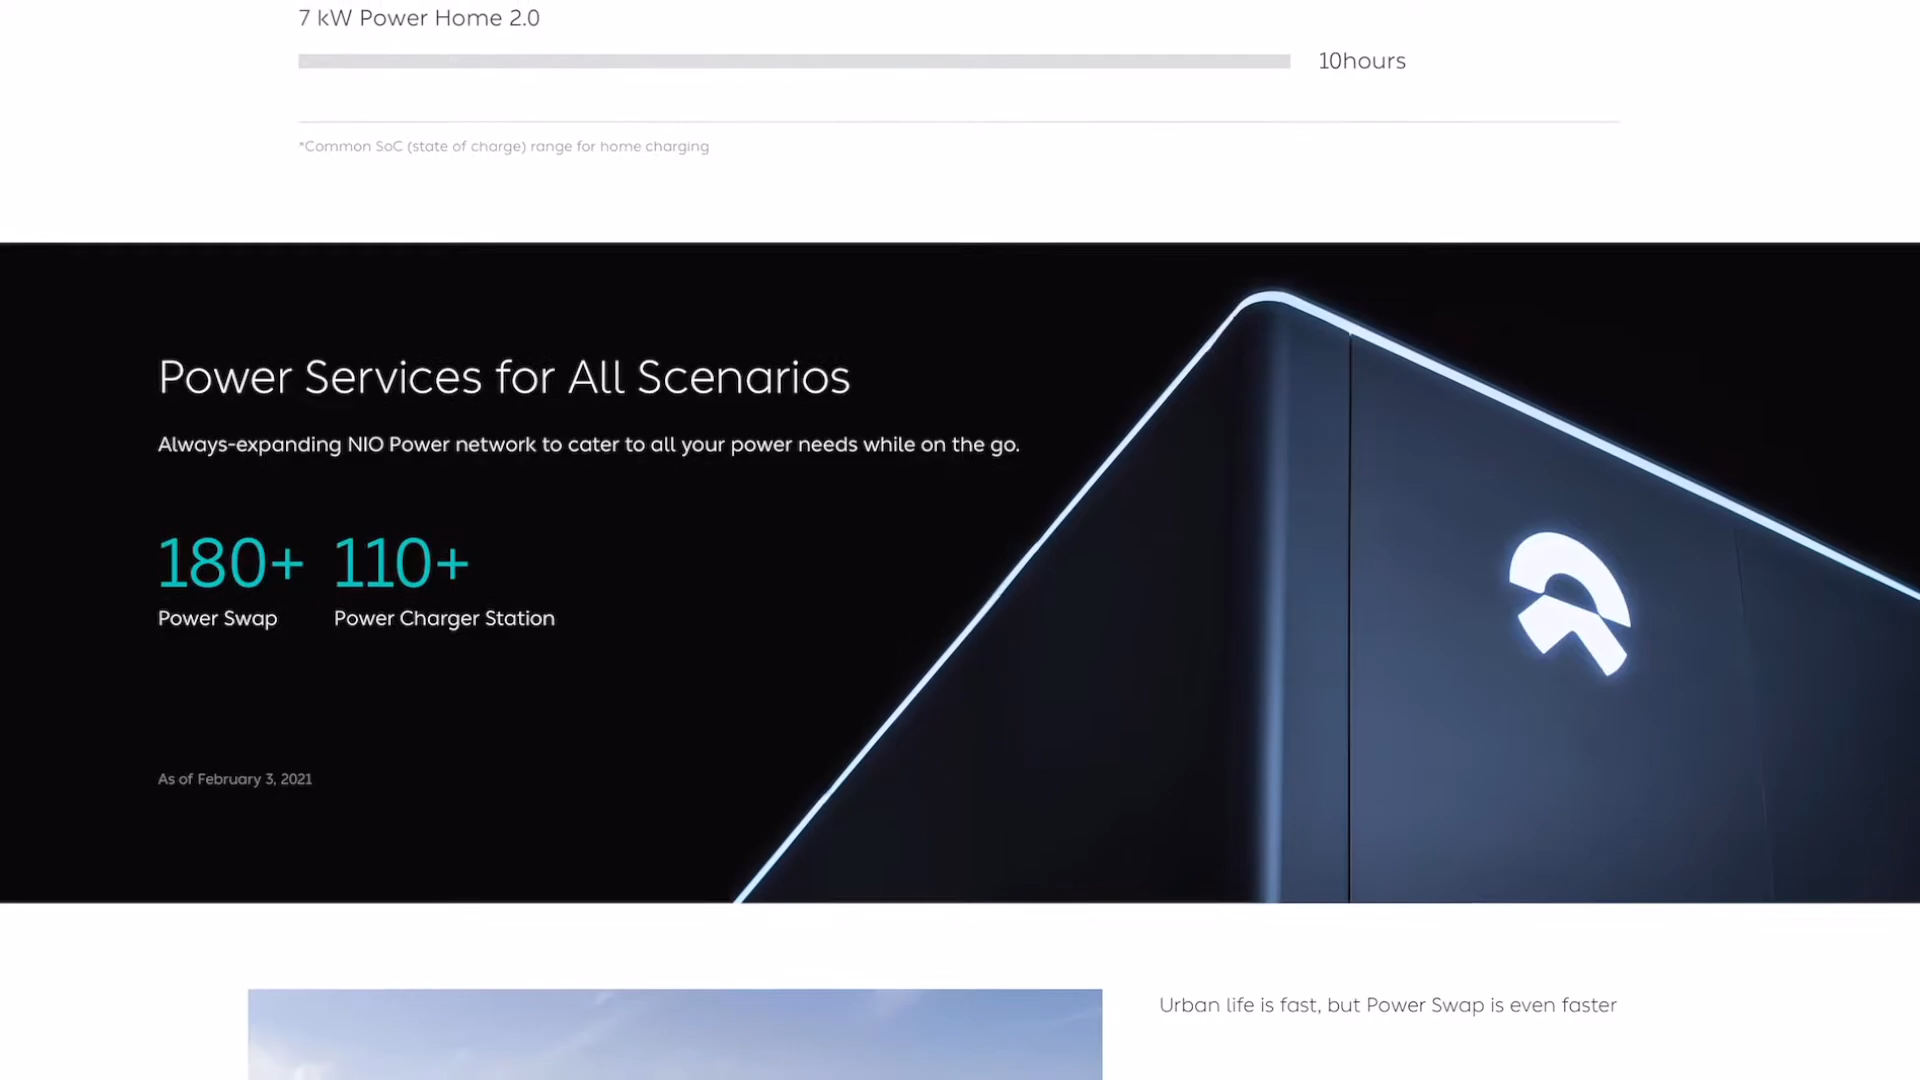 7 kW Power Home 2.0
10hours
*Common SoC (state of charge) range for home charging
Power Services for All Scenarios
Always-expanding NIO Power network to cater to all your power needs while on the go.
180+ 110+
Power Swap Power Charger Station
As of February 3, 2021
Urban life is fast, but Power Swap is even faster